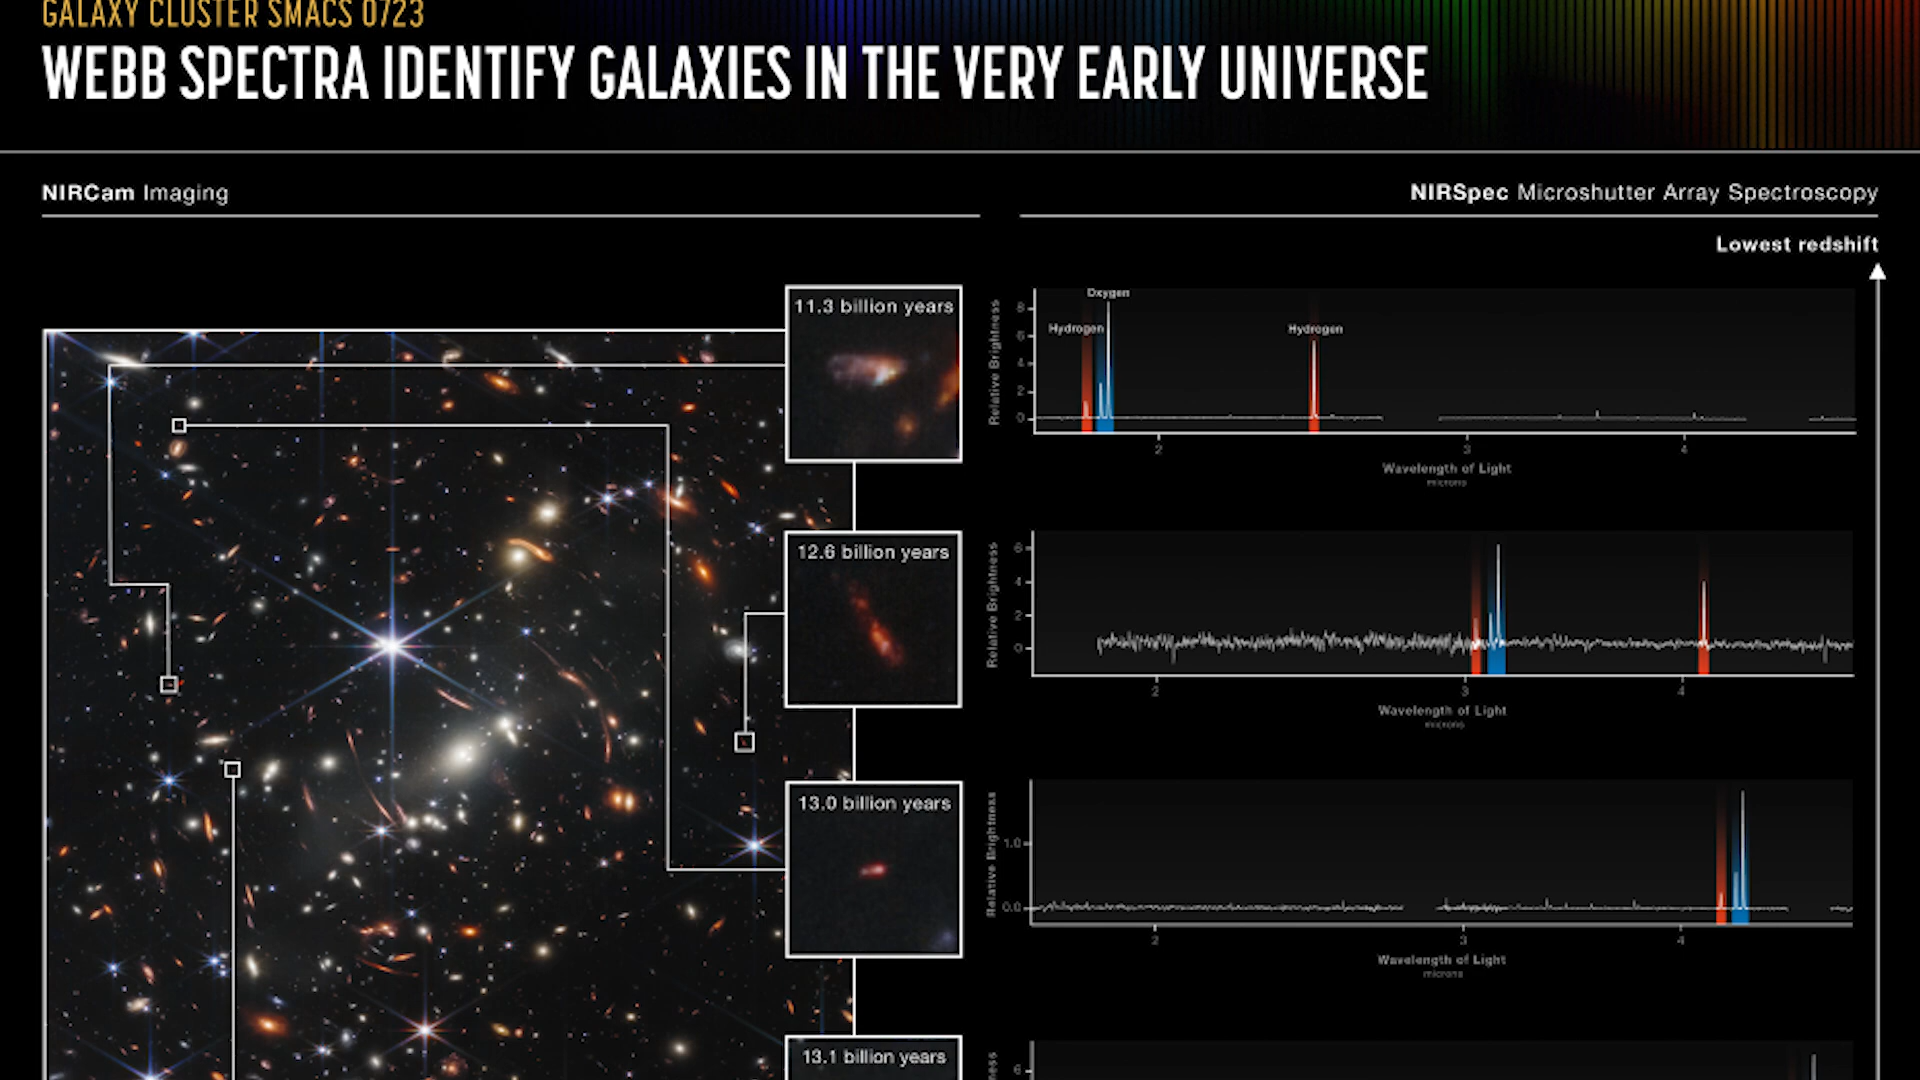 GALAXY CLUSTER SMACS 0723
WEBB SPECTRA IDENTIFY GALAXIES IN THE VERY EARLY UNIVERSE
NIRCam Imaging
NIRSpec Microshutter Array Spectroscopy
Lowest redshift
11.3 billion years
Relative Brightness
8
6
4
2
0
Oxygen
Hydrogen
Hydrogen
2
3
4
Wavelength of Light
microns
12.6 billion years
Relative Brightness
6
4
2
0
2
3
4
Wavelength of Light
microns
13.0 billion years
Relative Brightness
1.0
0.0
2
3
4
Wavelength of Light
microns
13.1 billion years
6